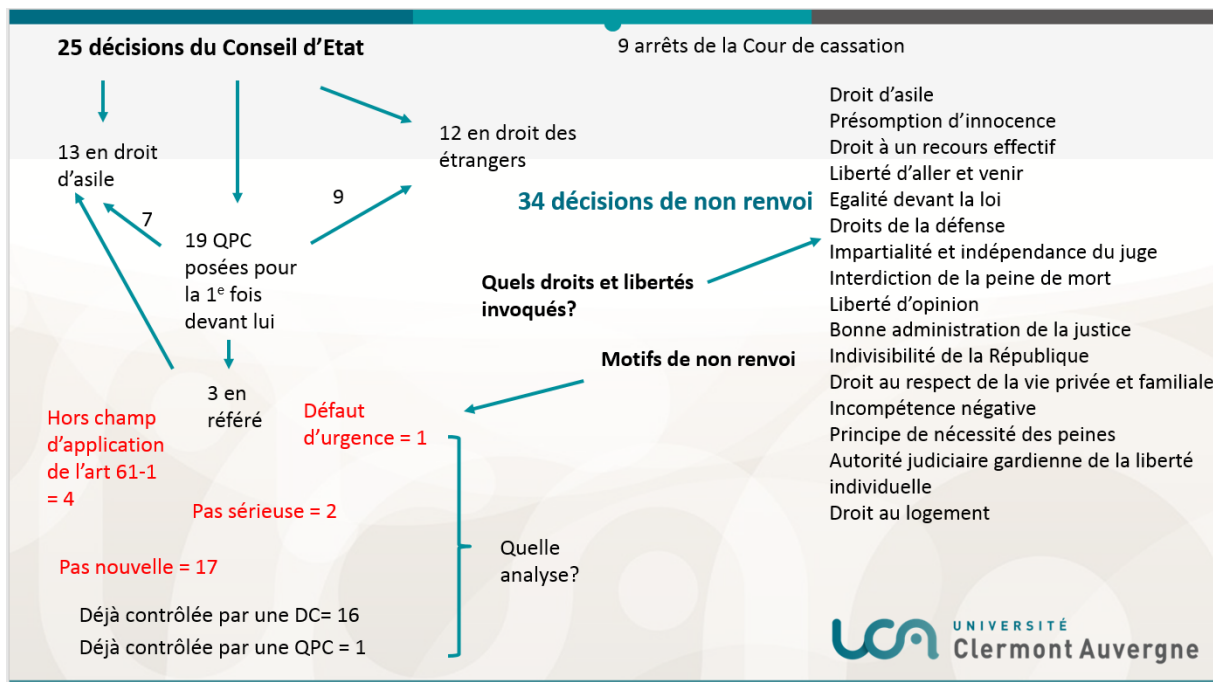 25 décisions du Conseil d'Etat
9 arrêts de la Cour de cassation
13 en droit
d'asile
12 en droit des
étrangers
7
9
19 QPC
posées pour
la 1e fois
devant lui
3 en
référé
34 décisions de non renvoi
Quels droits et libertés
invoqués?
Motifs de non renvoi
Droit d'asile
Présomption d'innocence
Droit à un recours effectif
Liberté d'aller et venir
Egalité devant la loi
Droits de la défense
Impartialité et indépendance du juge
Interdiction de la peine de mort
Liberté d'opinion
Bonne administration de la justice
Indivisibilité de la République
Droit au respect de la vie privée et familiale
Incompétence négative
Principe de nécessité des peines
Autorité judiciaire gardienne de la liberté
individuelle
Droit au logement
Hors champ
d'application
de l'art 61-1
= 4
Défaut
d'urgence = 1
Pas sérieuse = 2
Pas nouvelle = 17
Déjà contrôlée par une DC= 16
Déjà contrôlée par une QPC = 1
Quelle
analyse?
UCA
UNIVERSITÉ
Clermont Auvergne